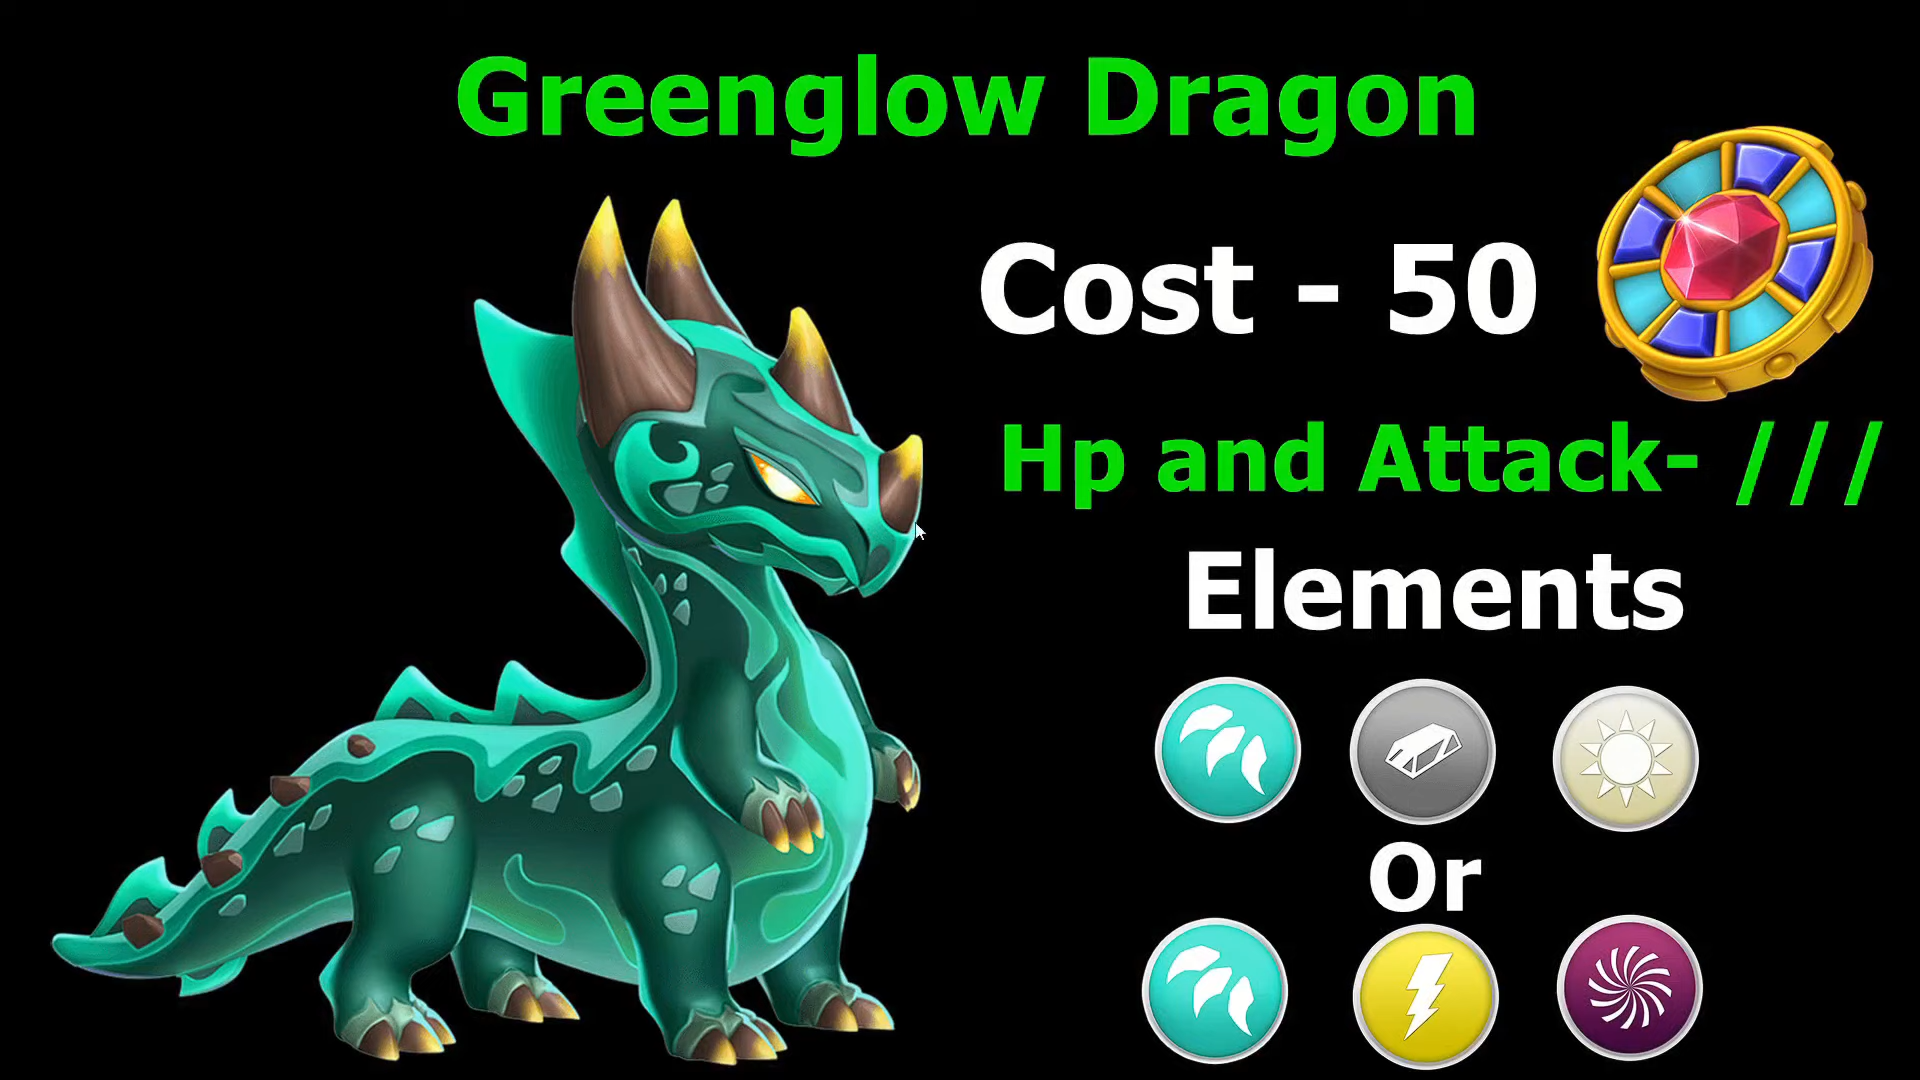 Greenglow Dragon
Cost - 50
Hp and Attack- ///
Elements
Or